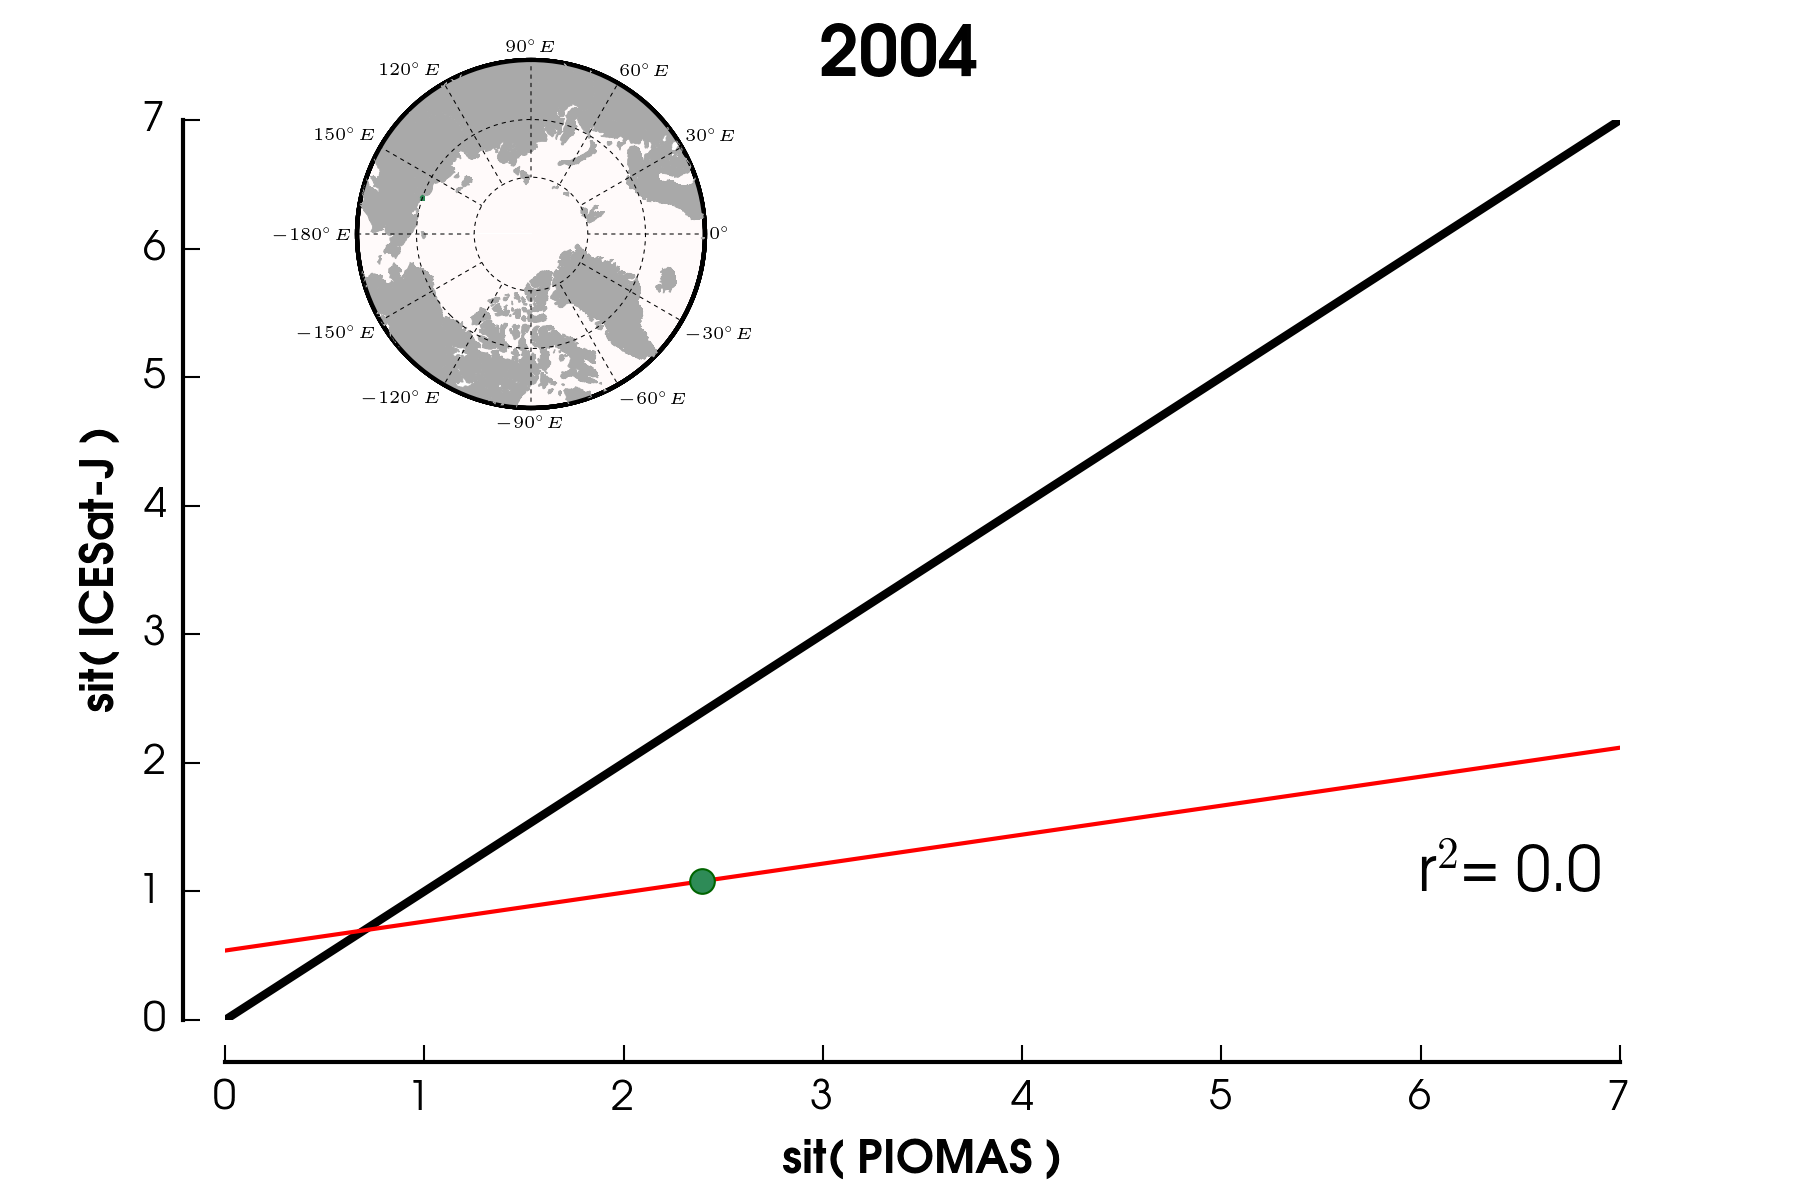 2004
90° E
120° E
60° E
150° E
30° E
−180° E
0°
−150° E
−30° E
−120° E
−60° E
−90° E
7
6
5
4
3
2
1
0
sit( ICESat-J )
r²= 0.0
0 1 2 3 4 5 6 7
sit( PIOMAS )